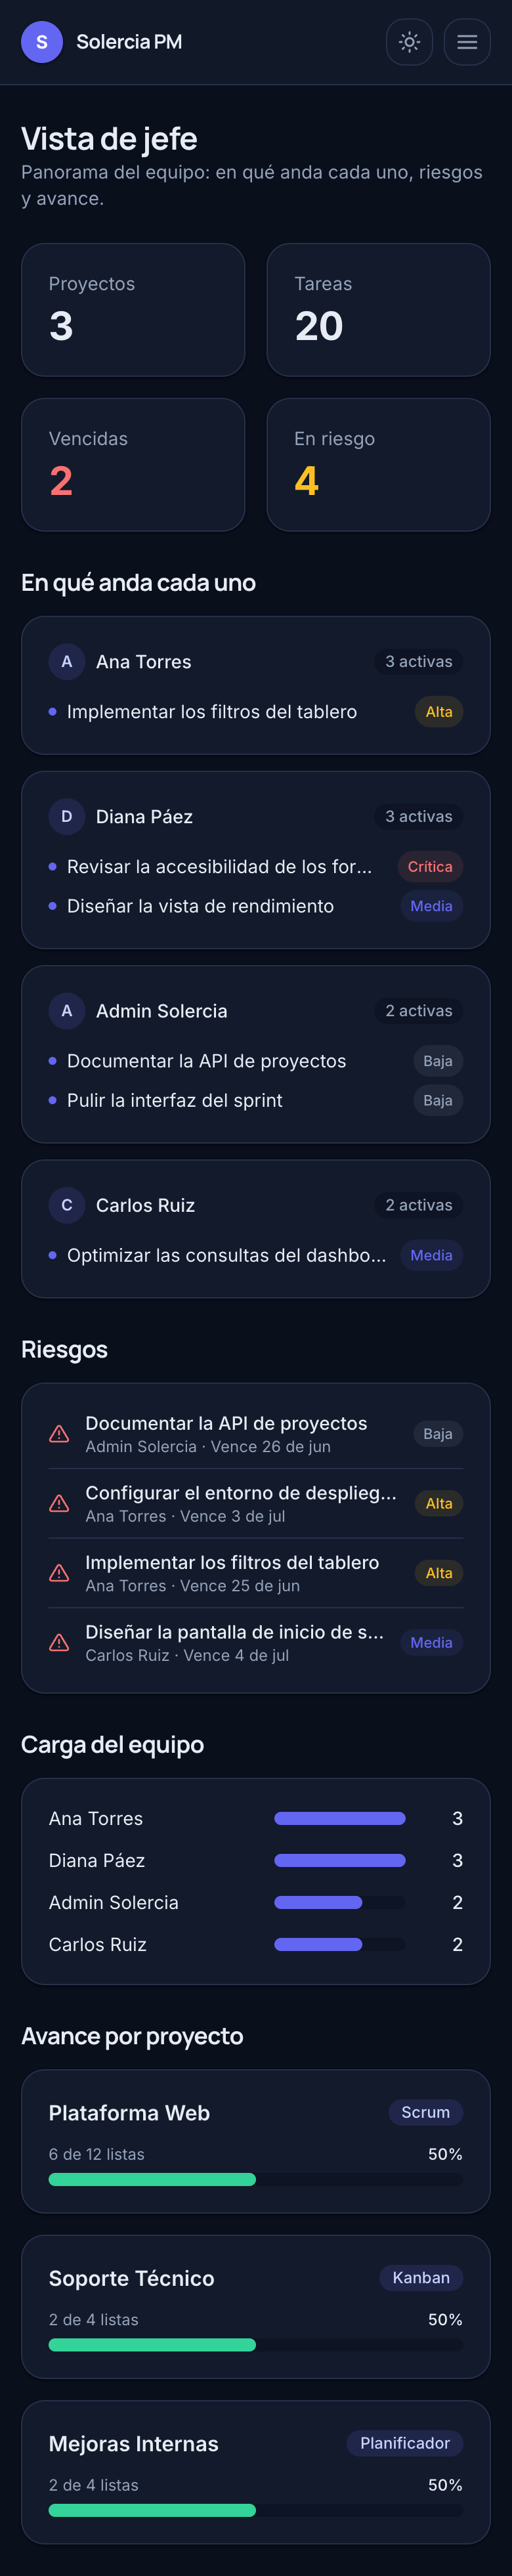 S Solercia PM
Vista de jefe
Panorama del equipo: en qué anda cada uno, riesgos
y avance.
Proyectos
3
Tareas
20
Vencidas
2
En riesgo
4
En qué anda cada uno
A Ana Torres 3 activas
Implementar los filtros del tablero Alta
D Diana Páez 3 activas
Revisar la accesibilidad de los for... Crítica
Diseñar la vista de rendimiento Media
A Admin Solercia 2 activas
Documentar la API de proyectos Baja
Pulir la interfaz del sprint Baja
C Carlos Ruiz 2 activas
Optimizar las consultas del dashbo... Media
Riesgos
Documentar la API de proyectos Baja
Admin Solercia · Vence 26 de jun
Configurar el entorno de desplieg... Alta
Ana Torres · Vence 3 de jul
Implementar los filtros del tablero Alta
Ana Torres · Vence 25 de jun
Diseñar la pantalla de inicio de s... Media
Carlos Ruiz · Vence 4 de jul
Carga del equipo
Ana Torres 3
Diana Páez 3
Admin Solercia 2
Carlos Ruiz 2
Avance por proyecto
Plataforma Web Scrum
6 de 12 listas 50%
Soporte Técnico Kanban
2 de 4 listas 50%
Mejoras Internas Planificador
2 de 4 listas 50%